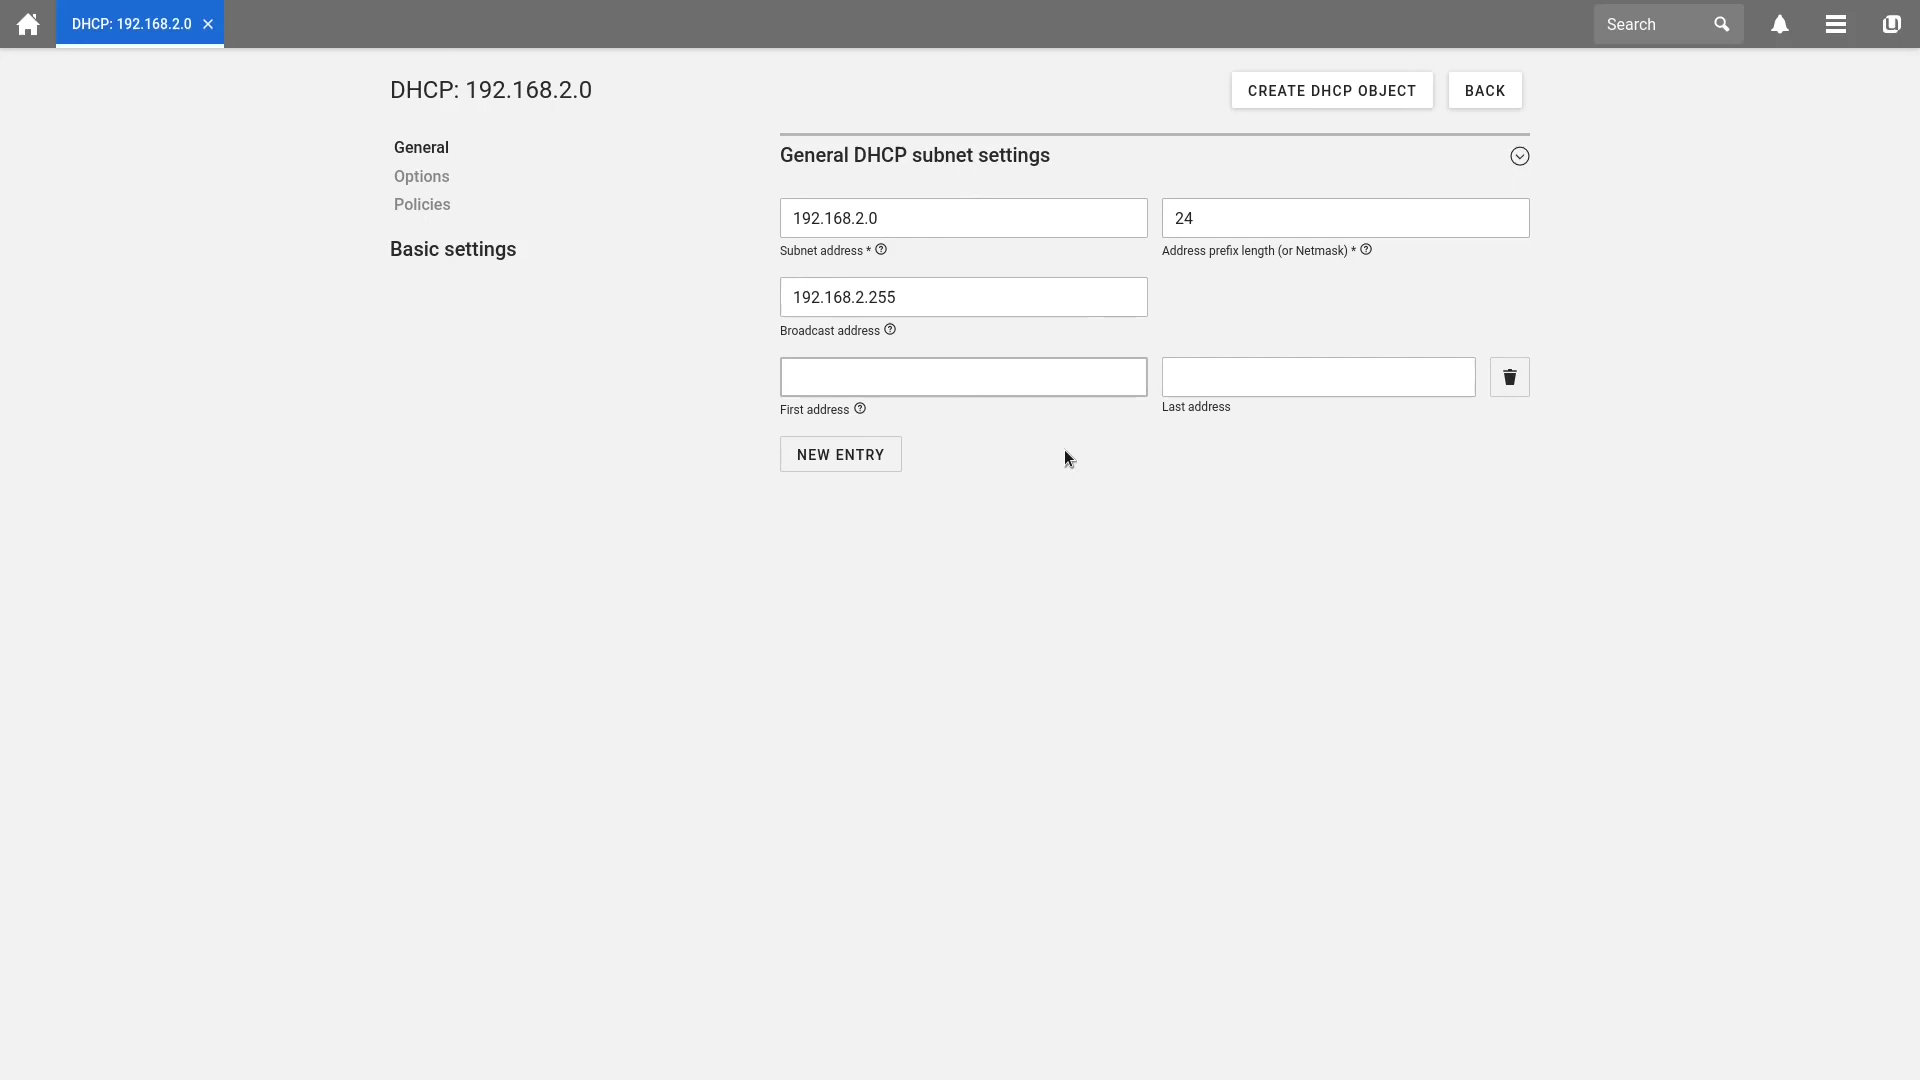 DHCP: 192.168.2.0
Search
DHCP: 192.168.2.0
CREATE DHCP OBJECT
BACK
General
Options
Policies
Basic settings
General DHCP subnet settings
192.168.2.0
24
Subnet address *
Address prefix length (or Netmask) *
192.168.2.255
Broadcast address
First address
Last address
NEW ENTRY